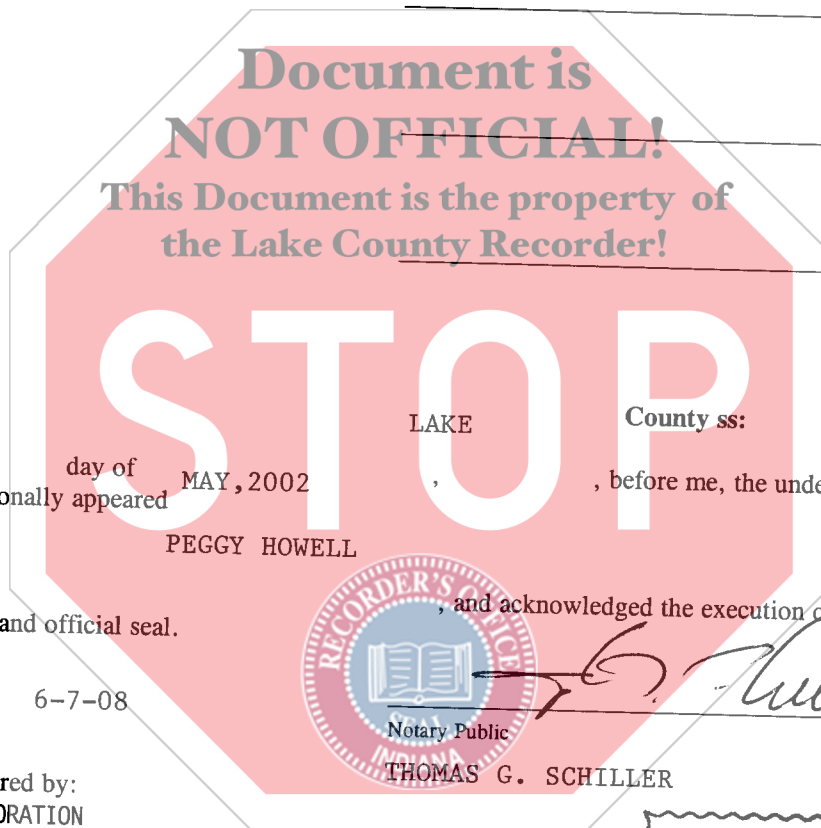 Document is
NOT OFFICIAL!
This Document is the property of
the Lake County Recorder!
STOP
LAKE County ss:
day of MAY,2002 , , before me, the unde
onally appeared
PEGGY HOWELL
, and acknowledged the execution o
and official seal.
RECORDER'S OFFICE
SEAL
INDIANA
6-7-08
Notary Public
THOMAS G. SCHILLER
red by:
ORATION